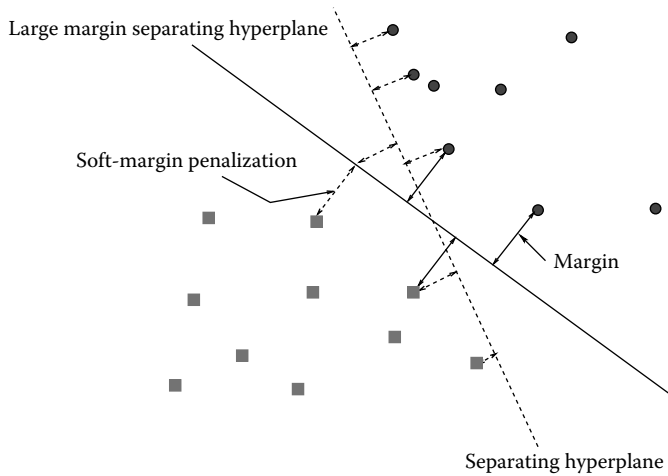 Large margin separating hyperplane
Soft-margin penalization
Margin
Separating hyperplane